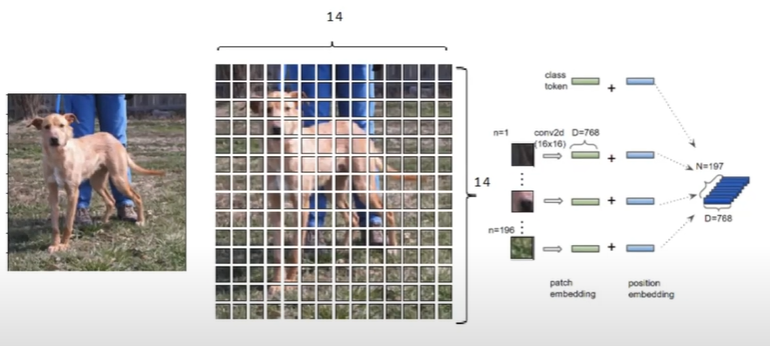 14
14
class
token
+
n=1
conv2d
(16x16)
D=768
+
N=197
+
D=768
n=196
+
patch
embedding
position
embedding